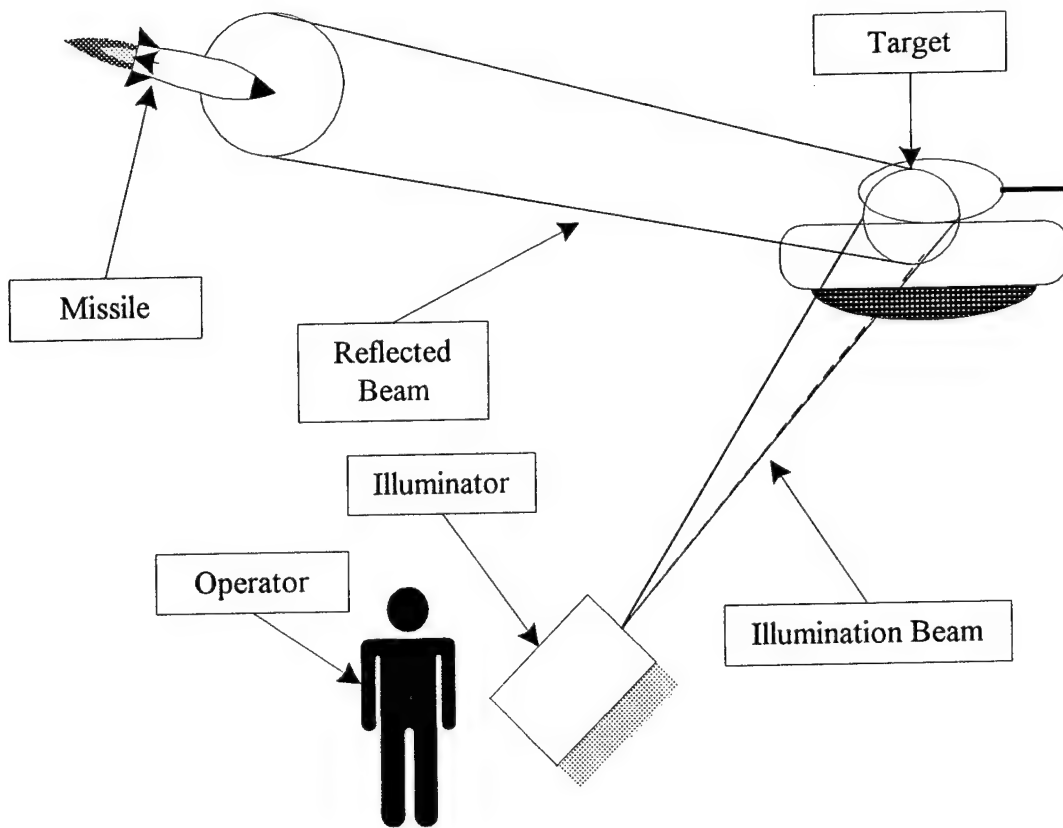 Target
Missile
Reflected
Beam
Illuminator
Operator
Illumination Beam